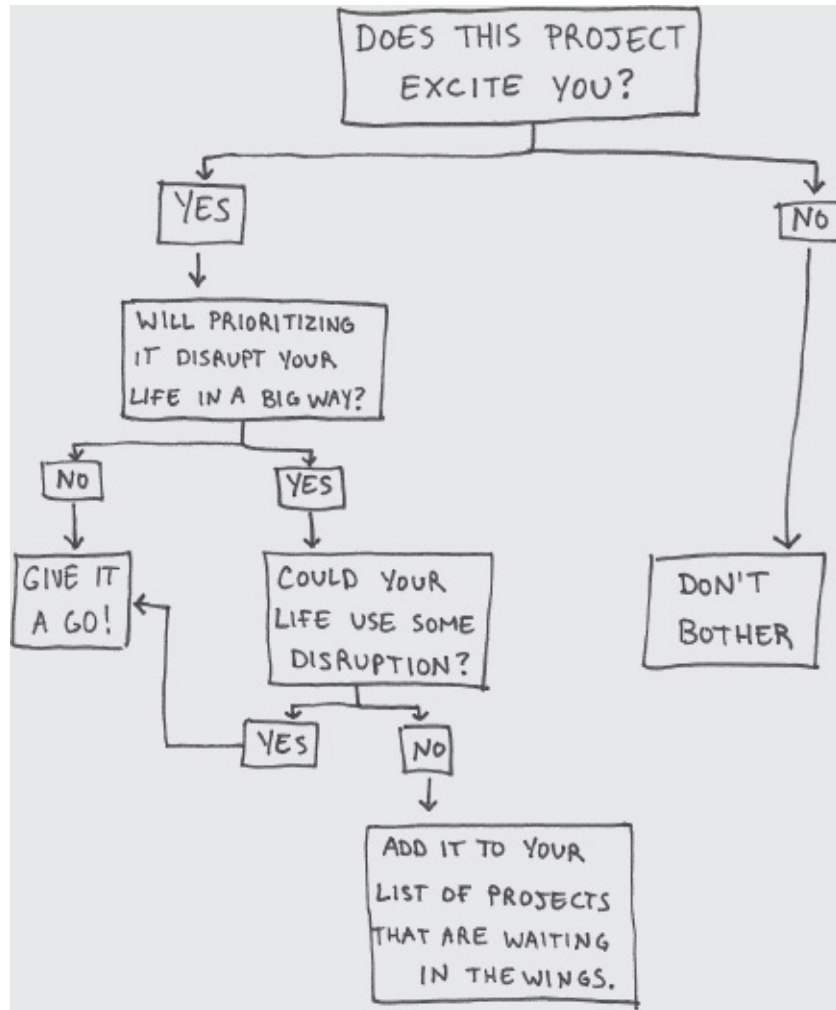 DOES THIS PROJECT
EXCITE YOU?
YES
NO
WILL PRIORITIZING
IT DISRUPT YOUR
LIFE IN A BIG WAY?
NO
YES
GIVE IT
A GO!
COULD YOUR
LIFE USE SOME
DISRUPTION?
DON'T
BOTHER
YES
NO
ADD IT TO YOUR
LIST OF PROJECTS
THAT ARE WAITING
IN THE WINGS.